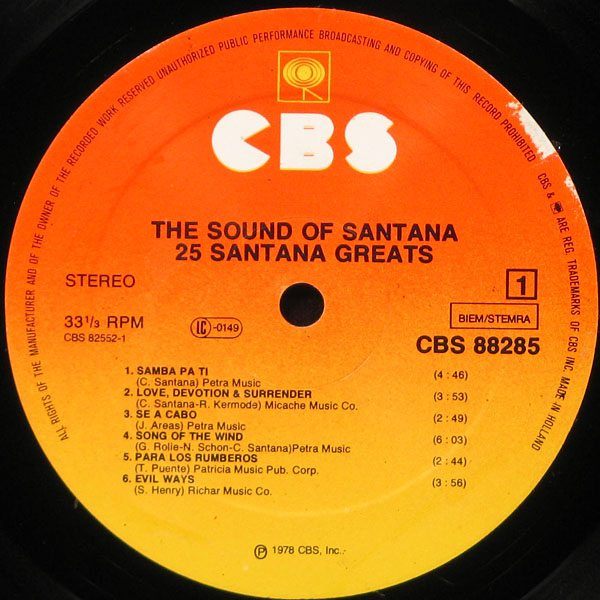 ALL RIGHTS OF THE MANUFACTURER AND OF THE OWNER OF THE RECORDED WORK RESERVED UNAUTHORIZED PUBLIC PERFORMANCE BROADCASTING AND COPYING OF THIS RECORD PROHIBITED
CBS & ARE REG. TRADEMARKS OF CBS INC. MADE IN HOLLAND
CBS
THE SOUND OF SANTANA
25 SANTANA GREATS
STEREO 1
33 1/3 RPM LC-0149 BIEM/STEMRA
CBS 82552-1 CBS 88285
1. SAMBA PA TI (4 : 46)
(C. Santana) Petra Music
2. LOVE, DEVOTION & SURRENDER (3 : 53)
(C. Santana-R. Kermode) Micache Music Co.
3. SE A CABO (2 : 49)
(J. Areas) Petra Music
4. SONG OF THE WIND (6 : 03)
(G. Rolie-N. Schon-C. Santana)Petra Music
5. PARA LOS RUMBEROS (2 : 44)
(T. Puente) Patricia Music Pub. Corp.
6. EVIL WAYS (3 : 56)
(S. Henry) Richar Music Co.
Ⓟ 1978 CBS, Inc.